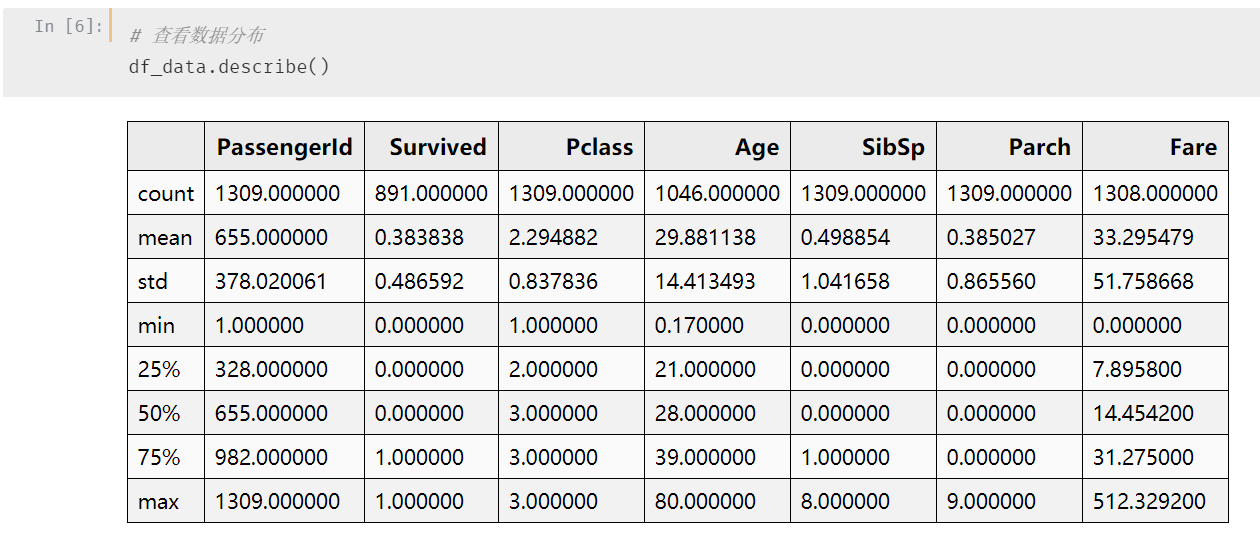 In [6]:
# 查看数据分布
df_data.describe()
PassengerId Survived Pclass Age SibSp Parch Fare
count 1309.000000 891.000000 1309.000000 1046.000000 1309.000000 1309.000000 1308.000000
mean 655.000000 0.383838 2.294882 29.881138 0.498854 0.385027 33.295479
std 378.020061 0.486592 0.837836 14.413493 1.041658 0.865560 51.758668
min 1.000000 0.000000 1.000000 0.170000 0.000000 0.000000 0.000000
25% 328.000000 0.000000 2.000000 21.000000 0.000000 0.000000 7.895800
50% 655.000000 0.000000 3.000000 28.000000 0.000000 0.000000 14.454200
75% 982.000000 1.000000 3.000000 39.000000 1.000000 0.000000 31.275000
max 1309.000000 1.000000 3.000000 80.000000 8.000000 9.000000 512.329200